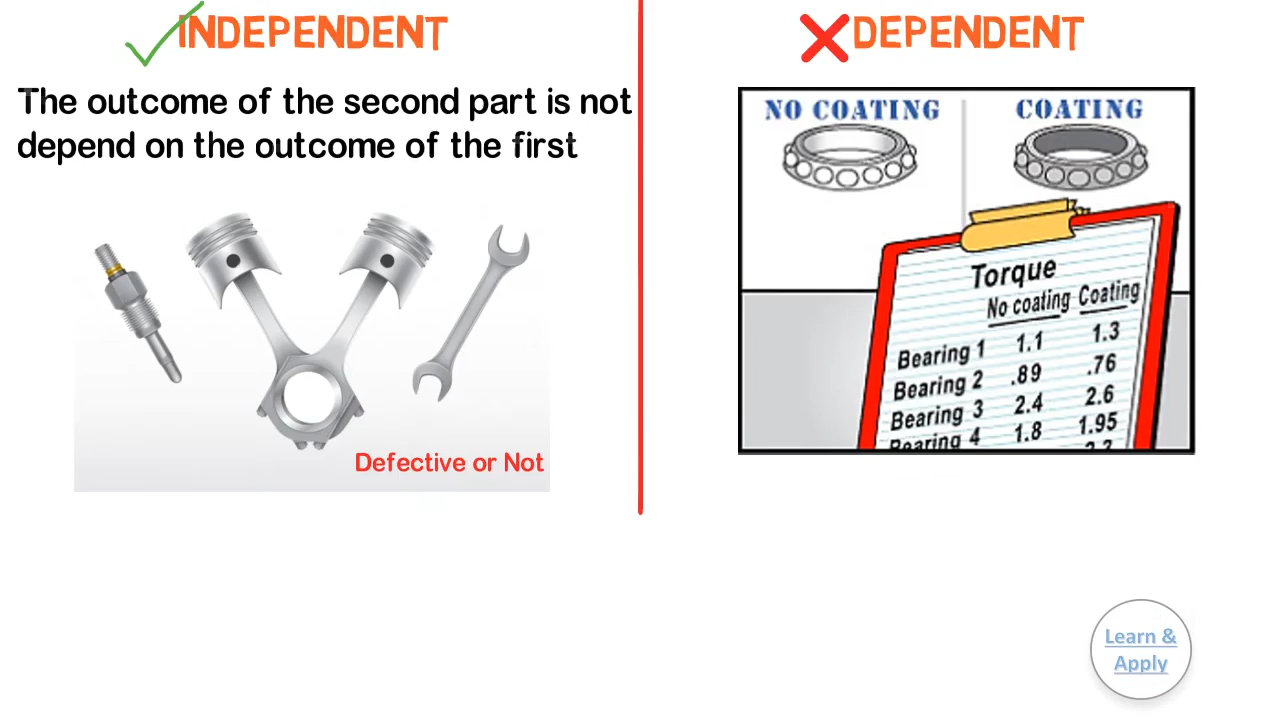 INDEPENDENT
The outcome of the second part is not
depend on the outcome of the first
Defective or Not
DEPENDENT
NO COATING COATING
Torque
No coating Coating
Bearing 1 1.1 1.3
Bearing 2 .89 .76
Bearing 3 2.4 2.6
Bearing 4 1.8 1.95
Learn &
Apply